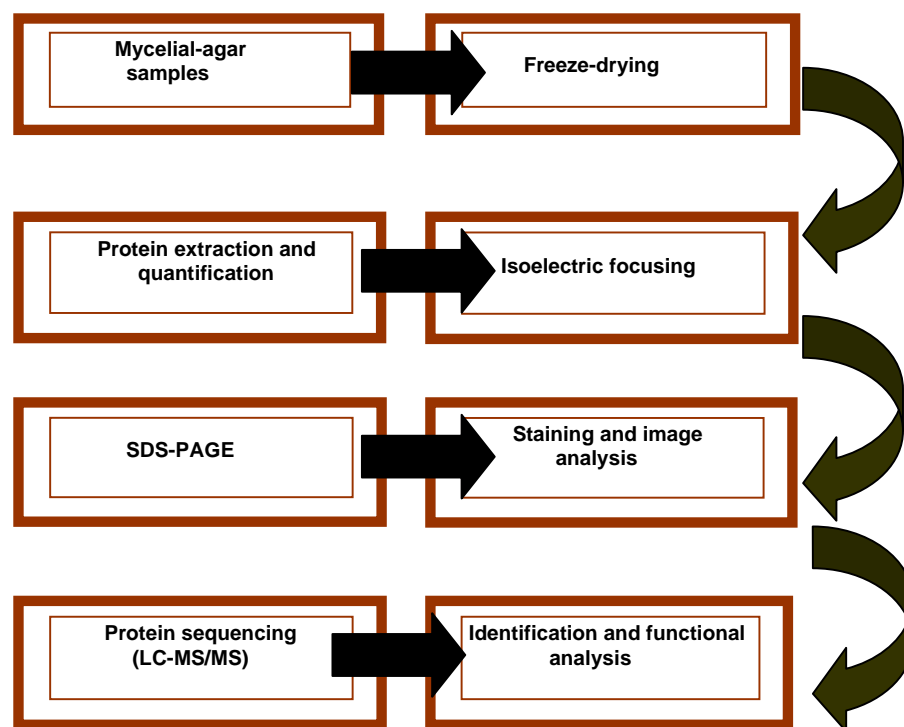 Mycelial-agar
samples
Freeze-drying
Protein extraction and
quantification
Isoelectric focusing
SDS-PAGE
Staining and image
analysis
Protein sequencing
(LC-MS/MS)
Identification and functional
analysis